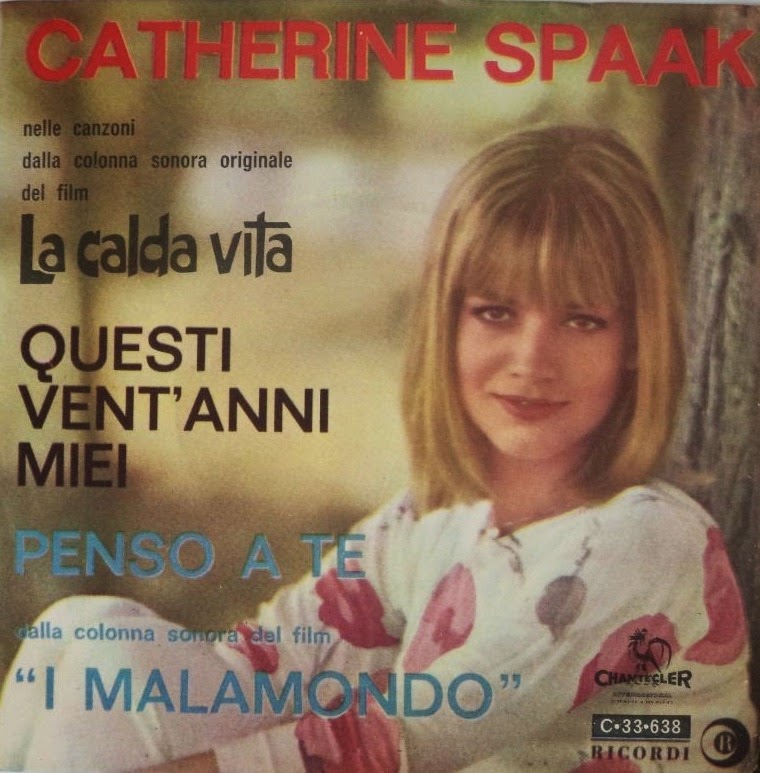 CATHERINE SPAAK
nelle canzoni
dalla colonna sonora originale
del film
La calda vita
QUESTI
VENT'ANNI
MIEI
PENSO A TE
dalla colonna sonora del film
"I MALAMONDO"
CHANTECLER
C•33•638
RICORDI